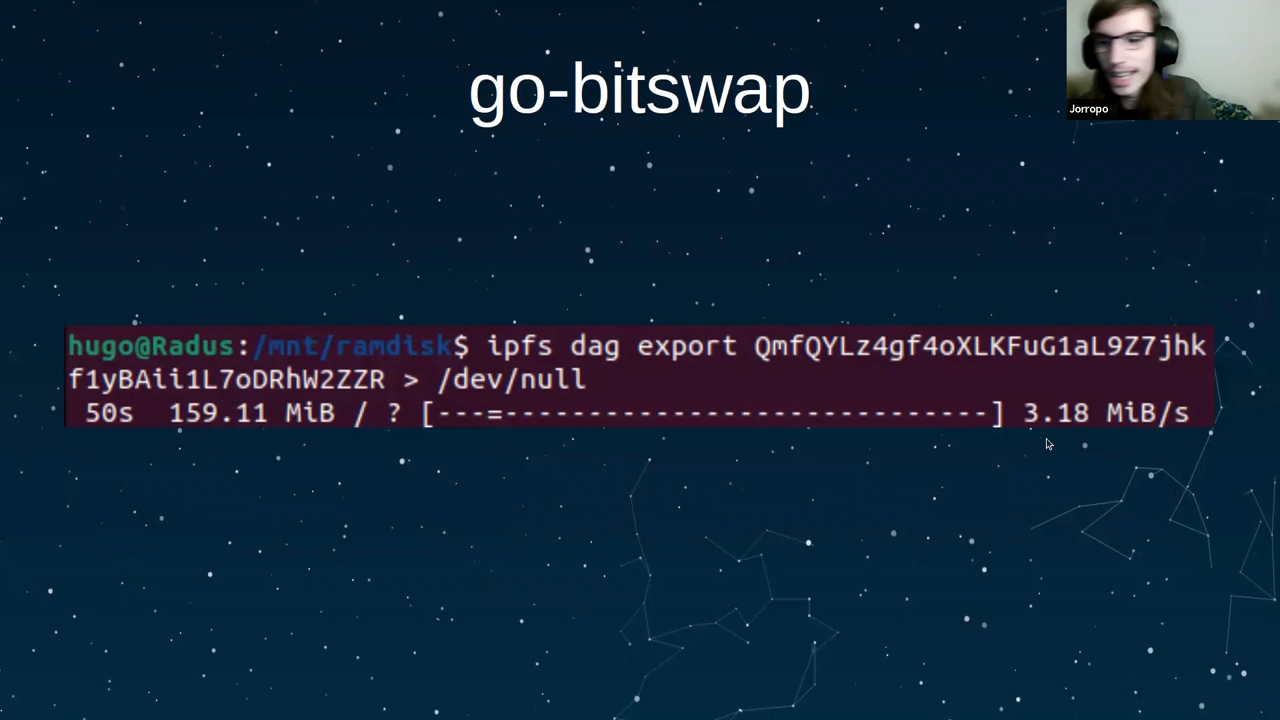 go-bitswap
Jorropo
hugo@Radus:/mnt/ramdisk$ ipfs dag export QmfQYLz4gf4oXLKFuG1aL9Z7jhk
f1yBAii1L7oDRhW2ZZR > /dev/null
50s 159.11 MiB / ? [---=-----------------------------] 3.18 MiB/s